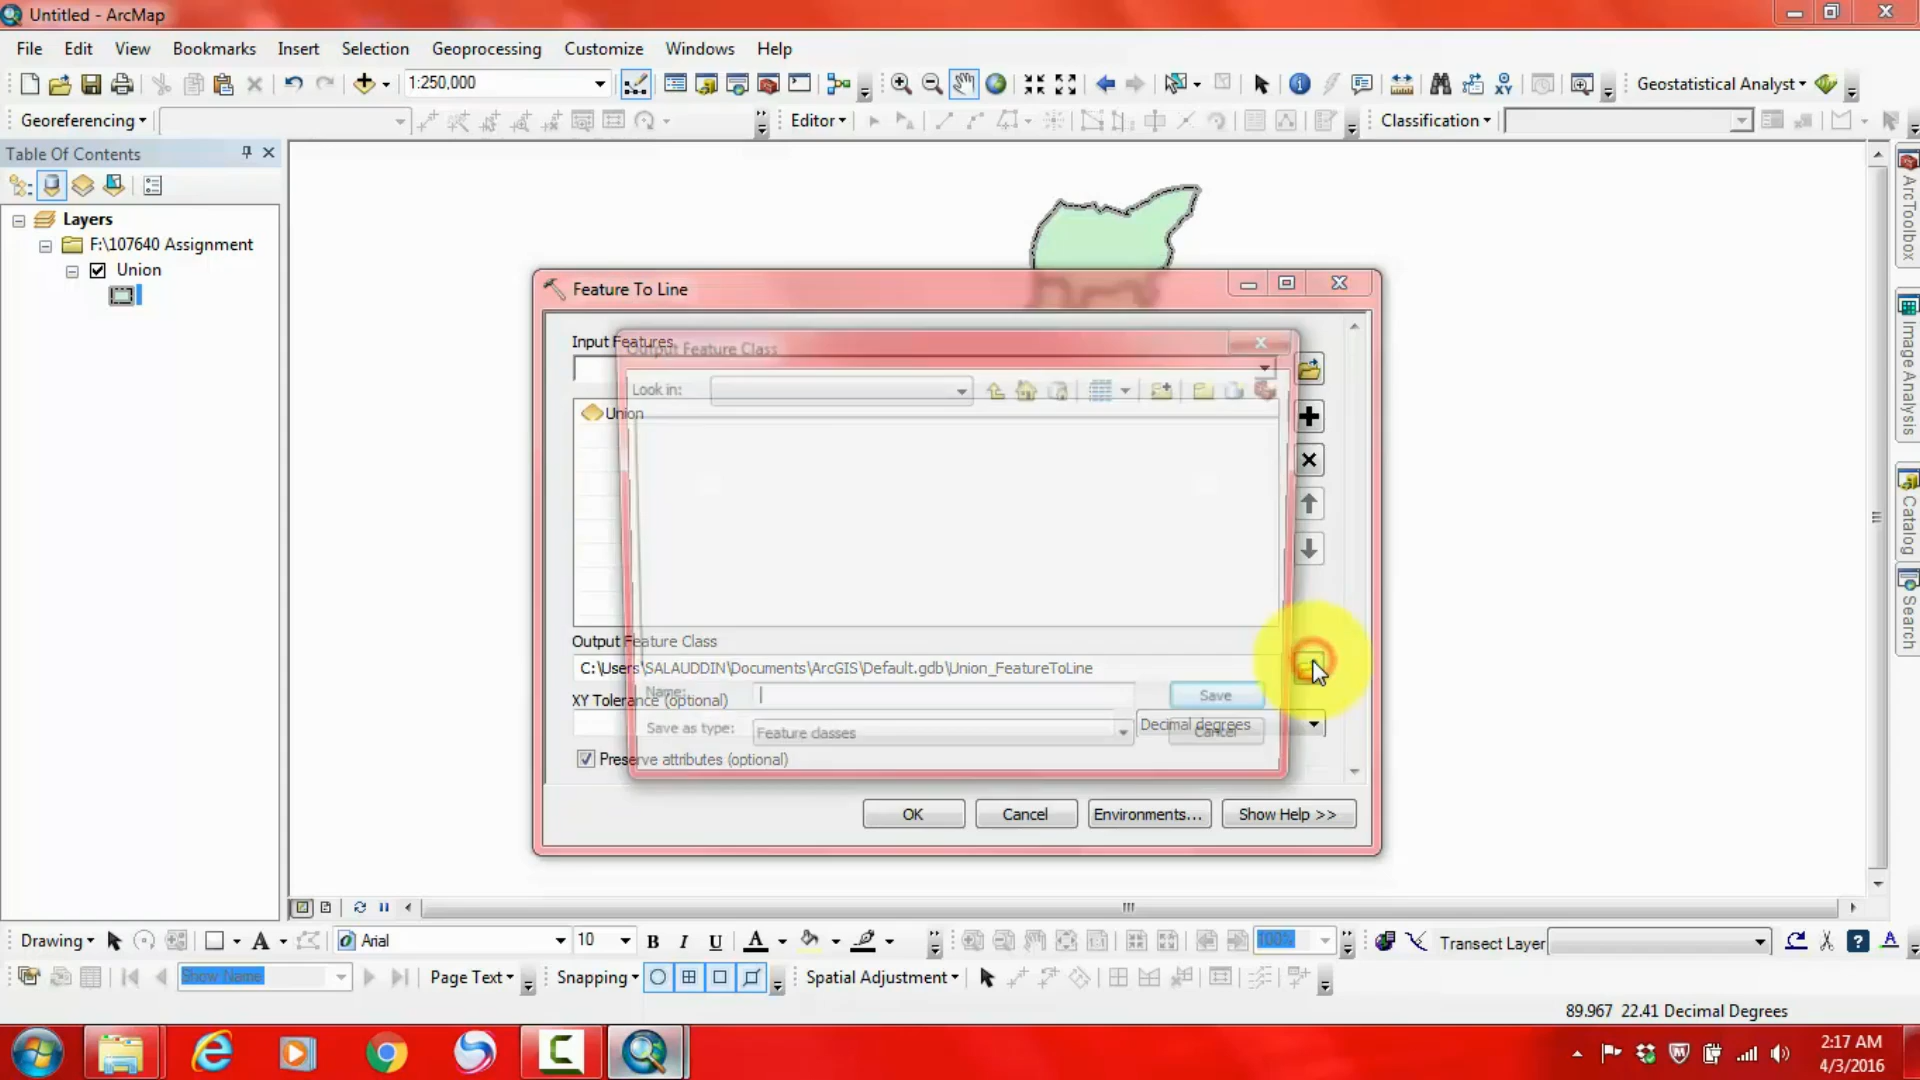 Untitled - ArcMap
File Edit View Bookmarks Insert Selection Geoprocessing Customize Windows Help
1:250,000
Geostatistical Analyst
Georeferencing
Editor
Classification
Table Of Contents
Layers
F:\107640 Assignment
Union
Feature To Line
Input Features
Output Feature Class
Look in:
Union
Output Feature Class
C:\Users\SALAUDDIN\Documents\ArcGIS\Default.gdb\Union_FeatureToLine
Name:
Save
XY Tolerance (optional)
Save as type:
Feature classes
Decimal degrees
Cancel
Preserve attributes (optional)
OK
Cancel
Environments...
Show Help >>
ArcToolbox
Image Analysis
Catalog
Search
Drawing
A
Arial
10
B I U A
100%
Transect Layer
Show Name
Page Text
Snapping
Spatial Adjustment
89.967 22.41 Decimal Degrees
2:17 AM
4/3/2016